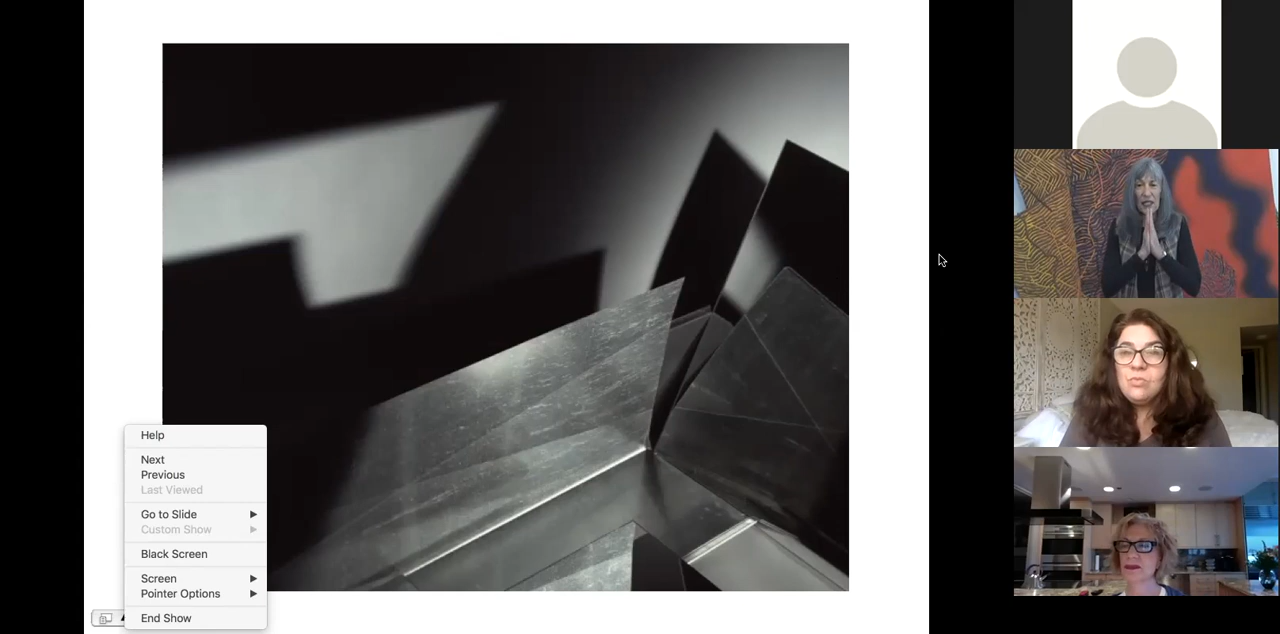 Help
Next
Previous
Last Viewed
Go to Slide
Custom Show
Black Screen
Screen
Pointer Options
End Show